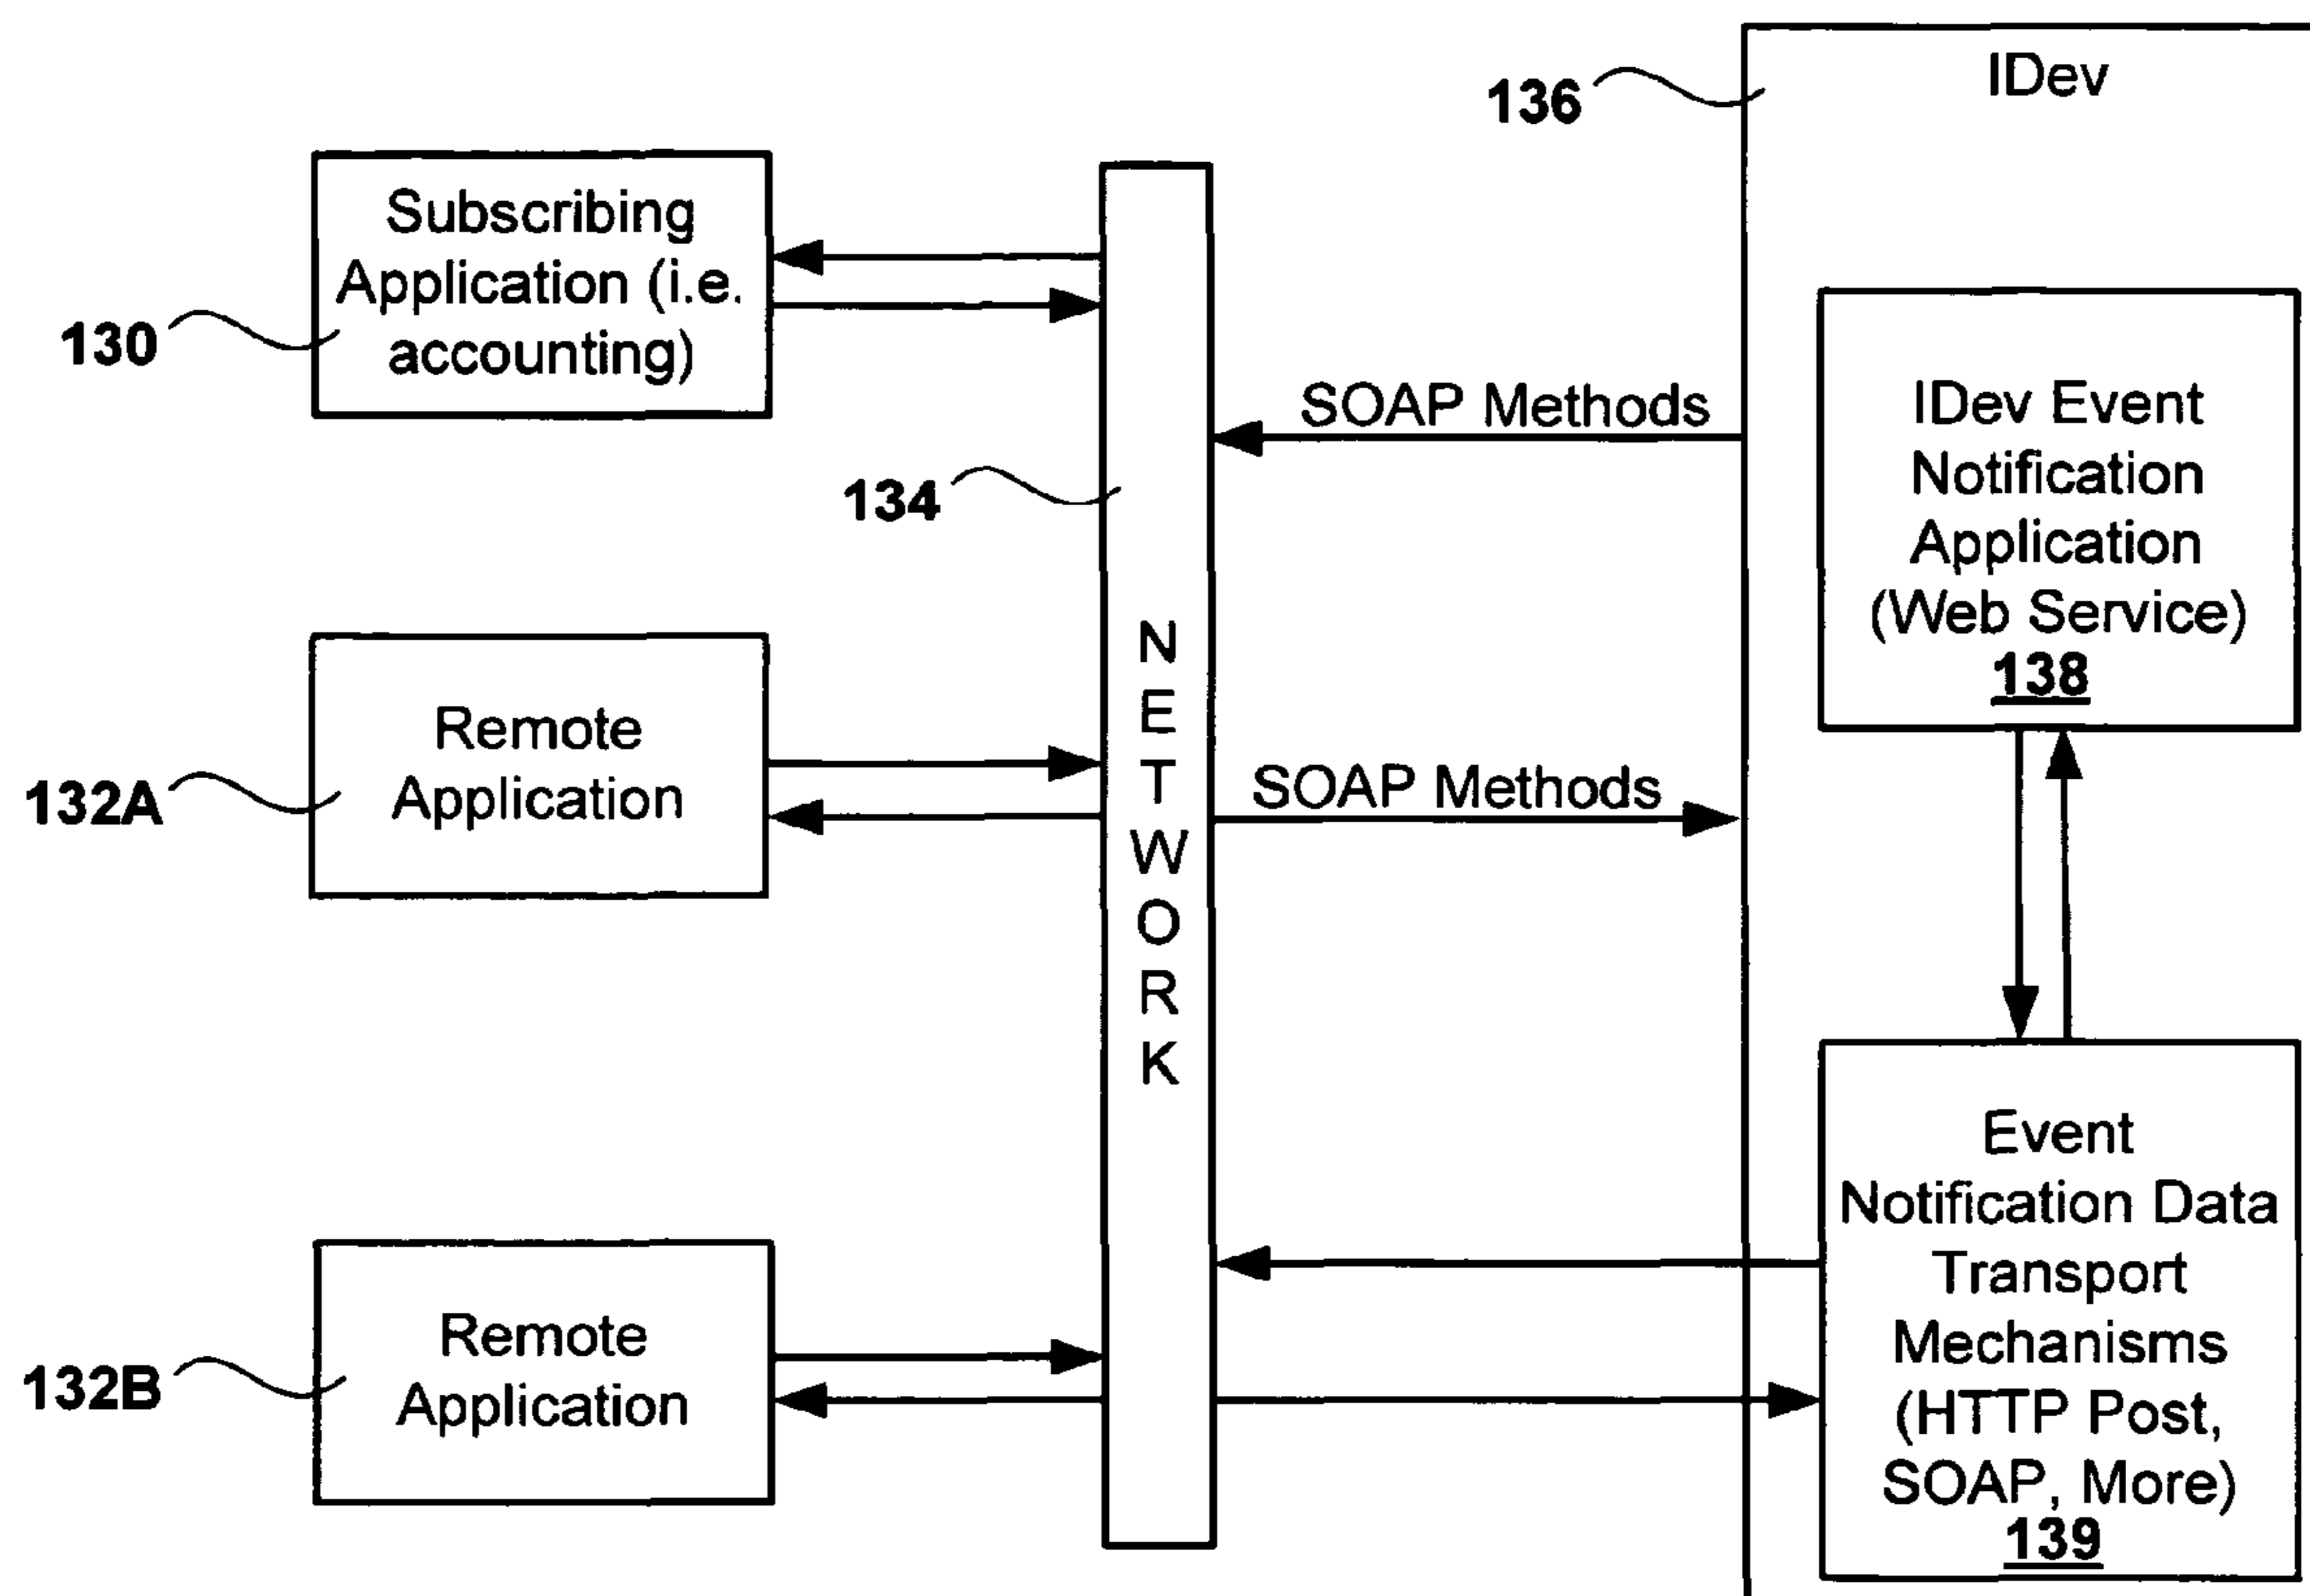 IDev
136
Subscribing
Application (i.e.
accounting)
130
SOAP Methods
134
IDev Event
Notification
Application
(Web Service)
138
Remote
Application
132A
SOAP Methods
N
E
T
W
O
R
K
Event
Notification Data
Transport
Mechanisms
(HTTP Post,
SOAP, More)
139
Remote
Application
132B